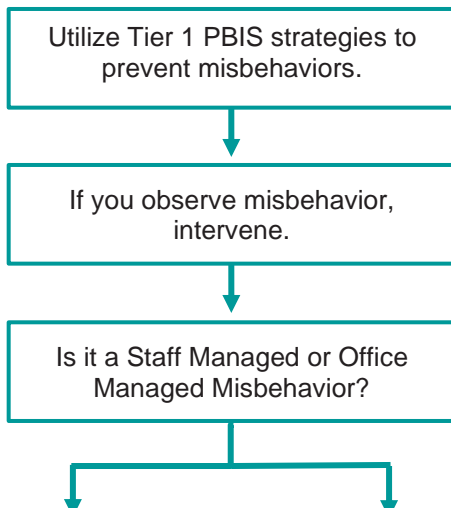 Utilize Tier 1 PBIS strategies to
prevent misbehaviors.
If you observe misbehavior,
intervene.
Is it a Staff Managed or Office
Managed Misbehavior?